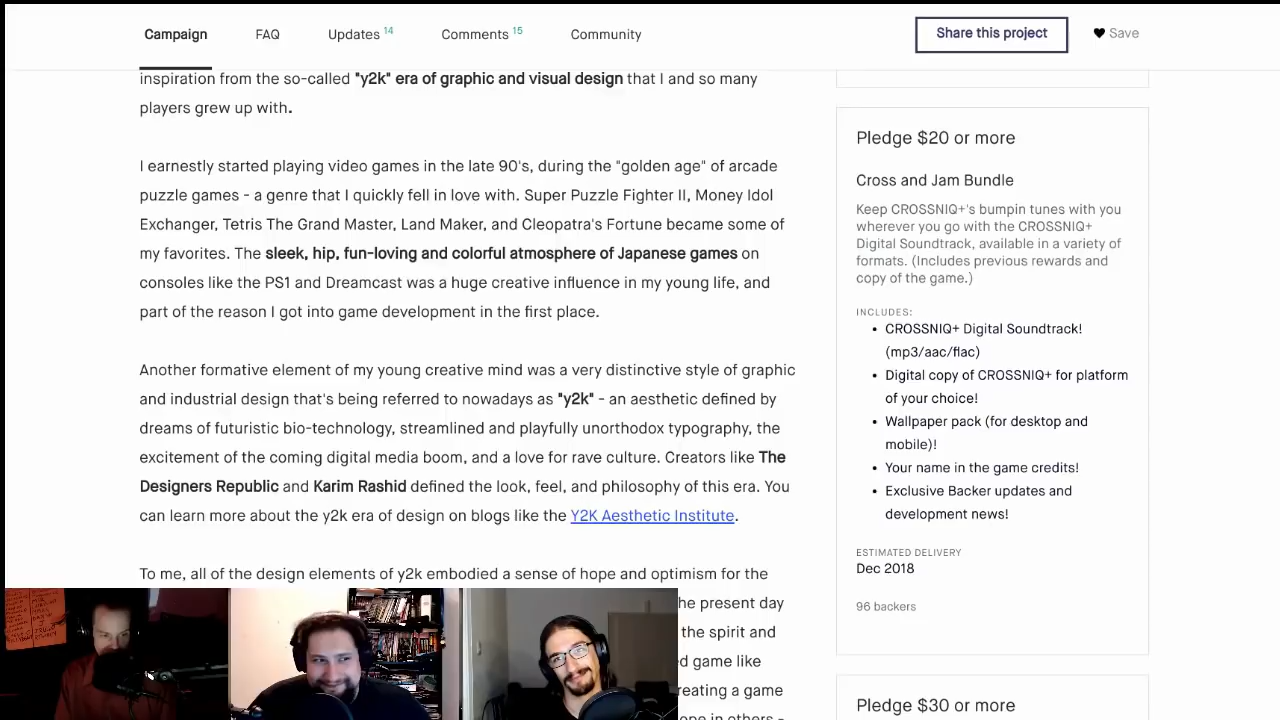 Campaign
FAQ
Updates 14
Comments 15
Community
Share this project
Save
inspiration from the so-called "y2k" era of graphic and visual design that I and so many
players grew up with.
I earnestly started playing video games in the late 90's, during the "golden age" of arcade
puzzle games - a genre that I quickly fell in love with. Super Puzzle Fighter II, Money Idol
Exchanger, Tetris The Grand Master, Land Maker, and Cleopatra's Fortune became some of
my favorites. The sleek, hip, fun-loving and colorful atmosphere of Japanese games on
consoles like the PS1 and Dreamcast was a huge creative influence in my young life, and
part of the reason I got into game development in the first place.
Another formative element of my young creative mind was a very distinctive style of graphic
and industrial design that's being referred to nowadays as "y2k" - an aesthetic defined by
dreams of futuristic bio-technology, streamlined and playfully unorthodox typography, the
excitement of the coming digital media boom, and a love for rave culture. Creators like The
Designers Republic and Karim Rashid defined the look, feel, and philosophy of this era. You
can learn more about the y2k era of design on blogs like the Y2K Aesthetic Institute.
To me, all of the design elements of y2k embodied a sense of hope and optimism for the
he present day
the spirit and
d game like
reating a game
ope in others -
Pledge $20 or more
Cross and Jam Bundle
Keep CROSSNIQ+'s bumpin tunes with you
wherever you go with the CROSSNIQ+
Digital Soundtrack, available in a variety of
formats. (Includes previous rewards and
copy of the game.)
INCLUDES:
• CROSSNIQ+ Digital Soundtrack!
(mp3/aac/flac)
• Digital copy of CROSSNIQ+ for platform
of your choice!
• Wallpaper pack (for desktop and
mobile)!
• Your name in the game credits!
• Exclusive Backer updates and
development news!
ESTIMATED DELIVERY
Dec 2018
96 backers
Pledge $30 or more